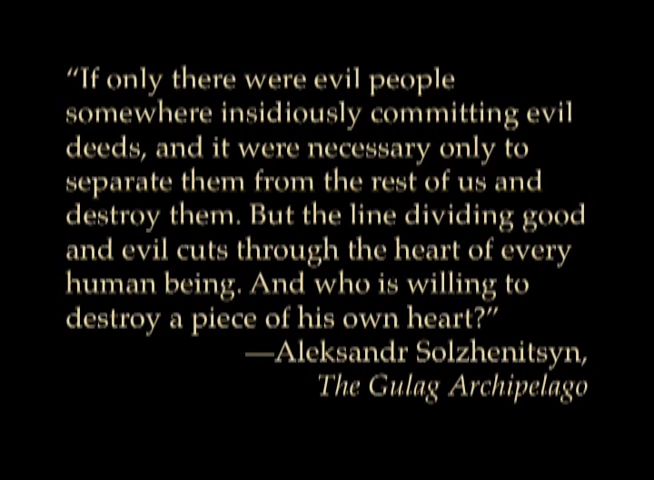 “If only there were evil people
somewhere insidiously committing evil
deeds, and it were necessary only to
separate them from the rest of us and
destroy them. But the line dividing good
and evil cuts through the heart of every
human being. And who is willing to
destroy a piece of his own heart?”
—Aleksandr Solzhenitsyn,
The Gulag Archipelago